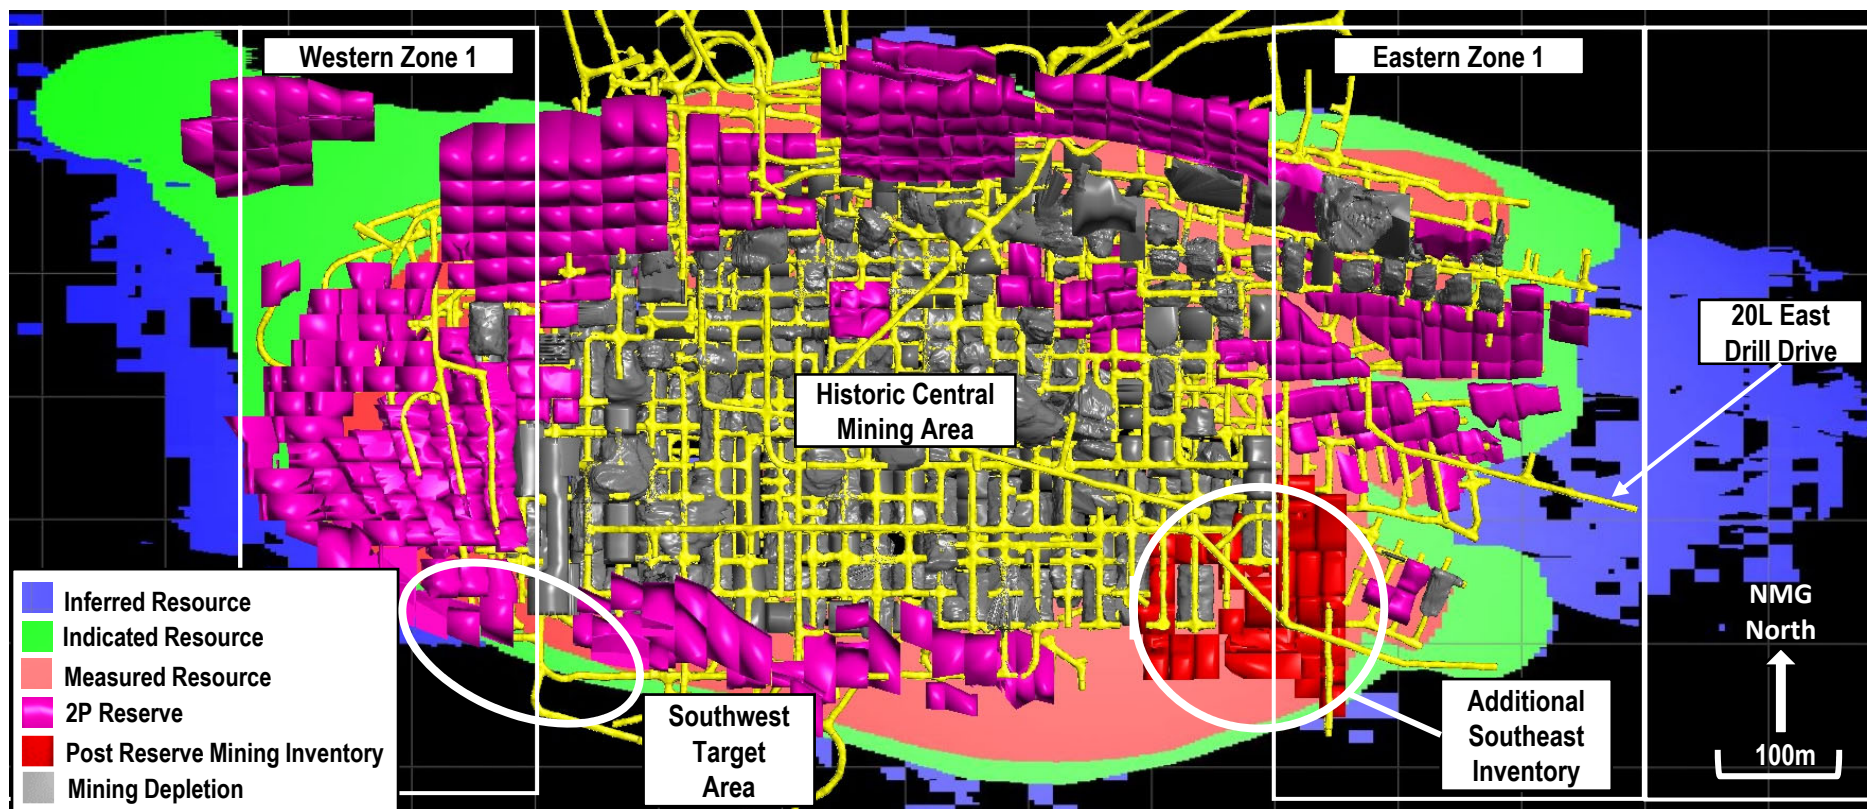 Western Zone 1
Eastern Zone 1
20L East
Drill Drive
Historic Central
Mining Area
Inferred Resource
Indicated Resource
Measured Resource
2P Reserve
Post Reserve Mining Inventory
Mining Depletion
Southwest
Target
Area
Additional
Southeast
Inventory
NMG
North
100m